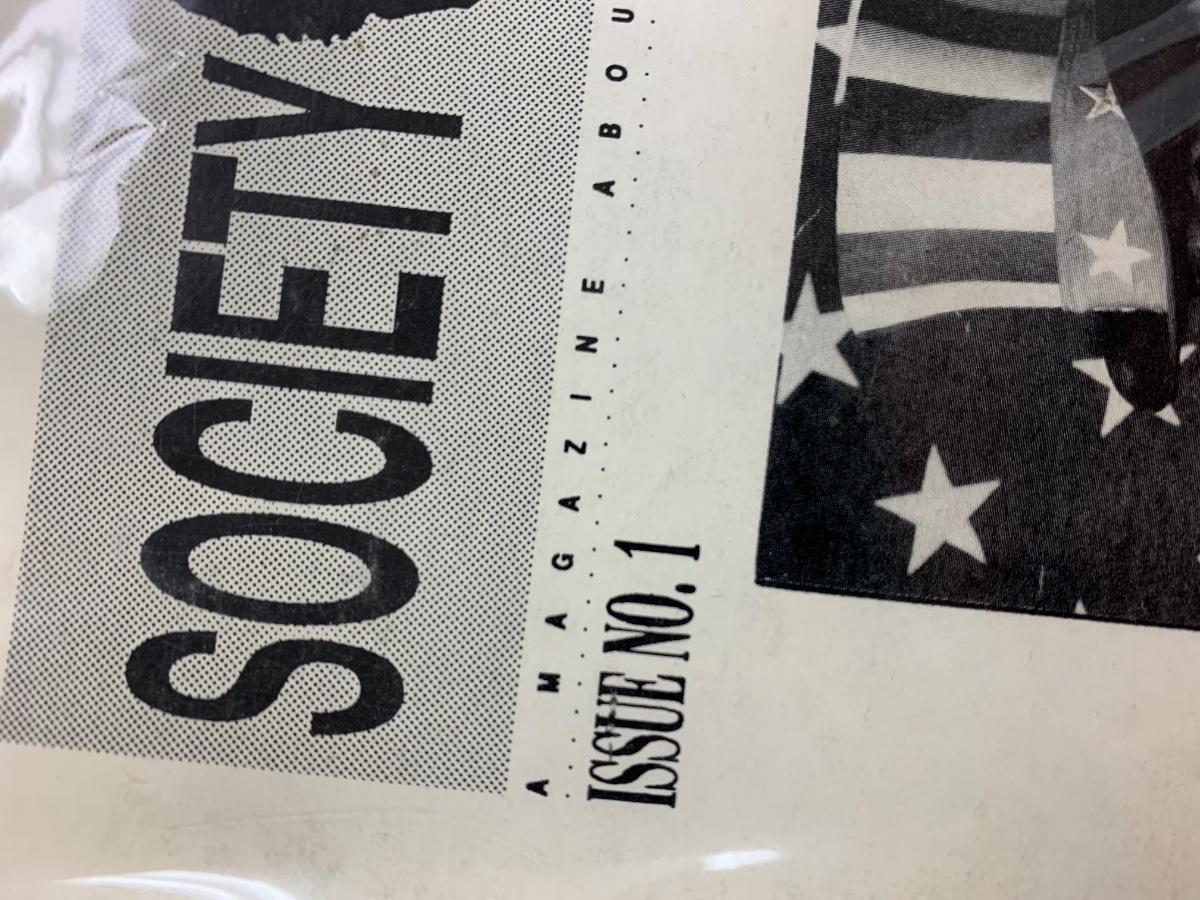 SOCIETY
A MAGAZINE ABOU
ISSUE NO. 1